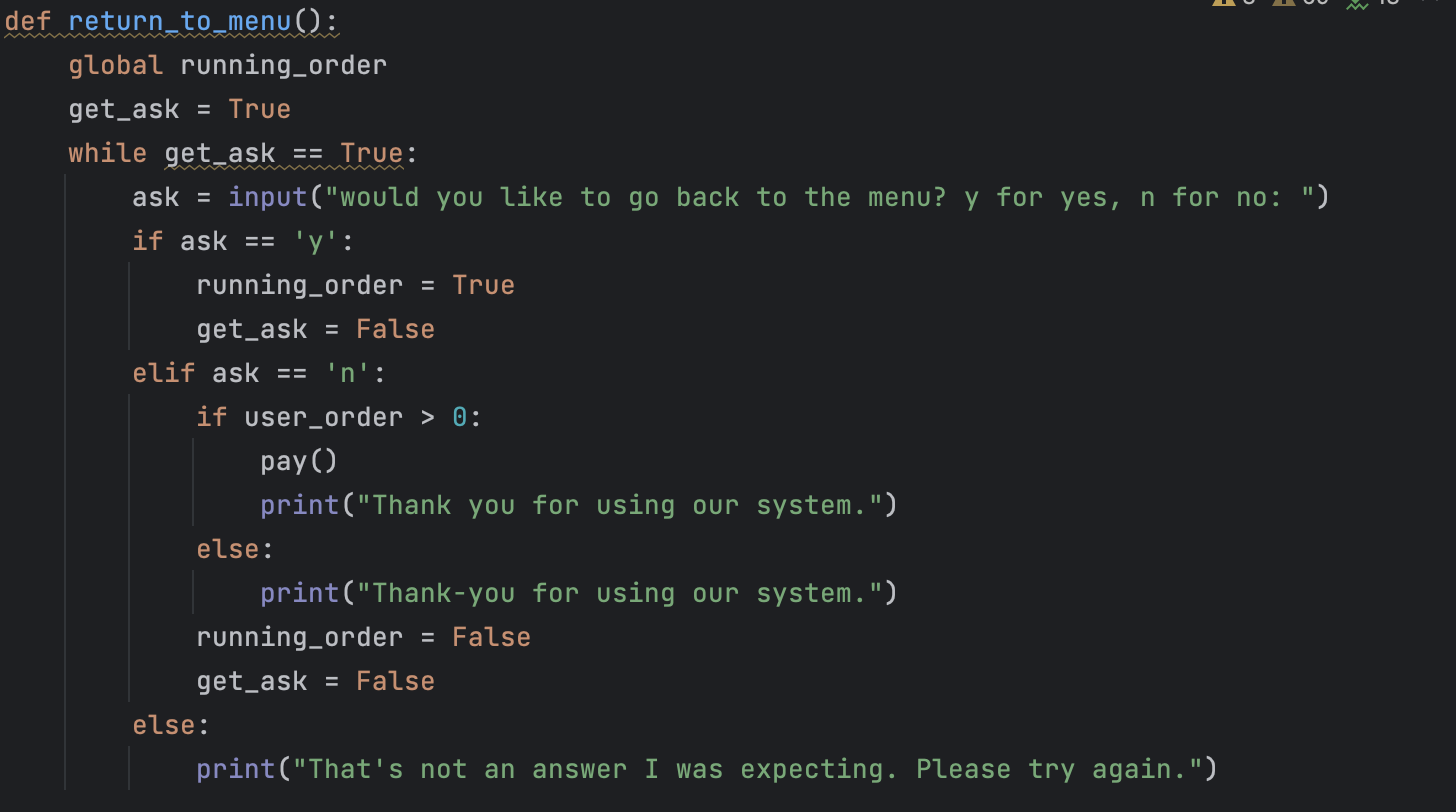 def return_to_menu():
    global running_order
    get_ask = True
    while get_ask == True:
        ask = input("would you like to go back to the menu? y for yes, n for no: ")
        if ask == 'y':
            running_order = True
            get_ask = False
        elif ask == 'n':
            if user_order > 0:
                pay()
                print("Thank you for using our system.")
            else:
                print("Thank-you for using our system.")
            running_order = False
            get_ask = False
        else:
            print("That's not an answer I was expecting. Please try again.")